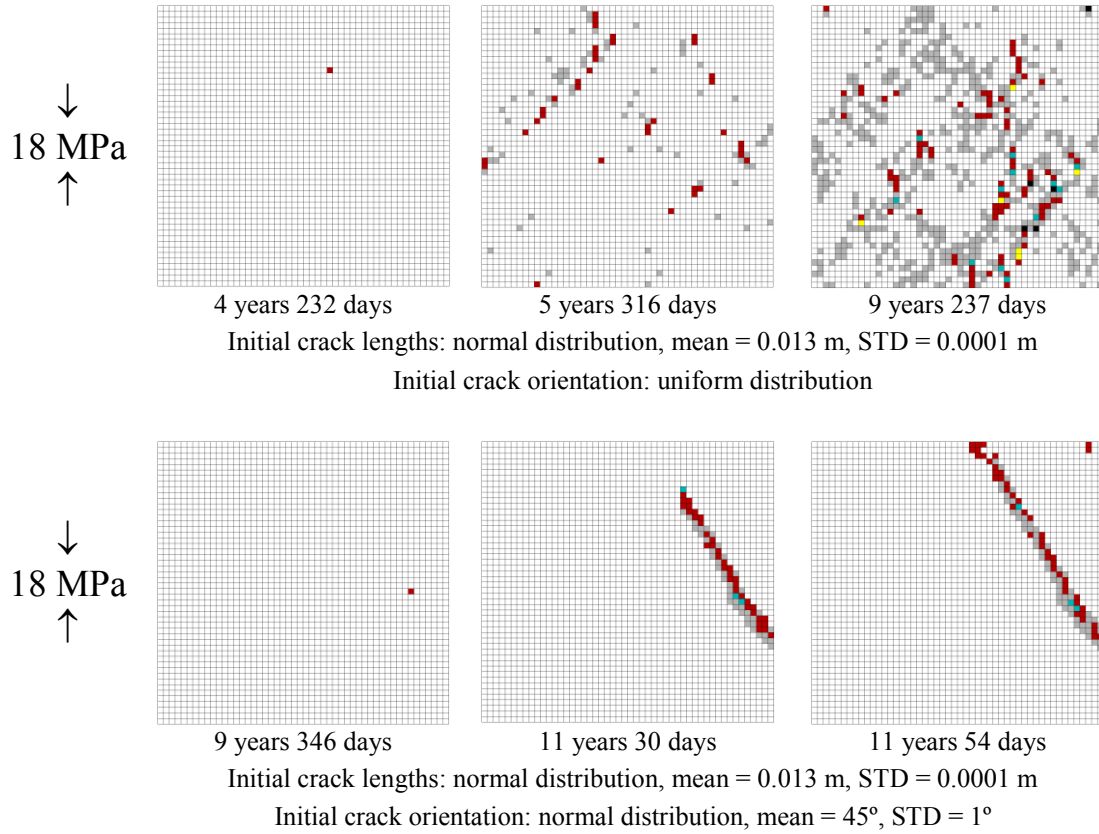 ↓
18 MPa
↑
4 years 232 days
5 years 316 days
9 years 237 days
Initial crack lengths: normal distribution, mean = 0.013 m, STD = 0.0001 m
Initial crack orientation: uniform distribution
↓
18 MPa
↑
9 years 346 days
11 years 30 days
11 years 54 days
Initial crack lengths: normal distribution, mean = 0.013 m, STD = 0.0001 m
Initial crack orientation: normal distribution, mean = 45º, STD = 1º